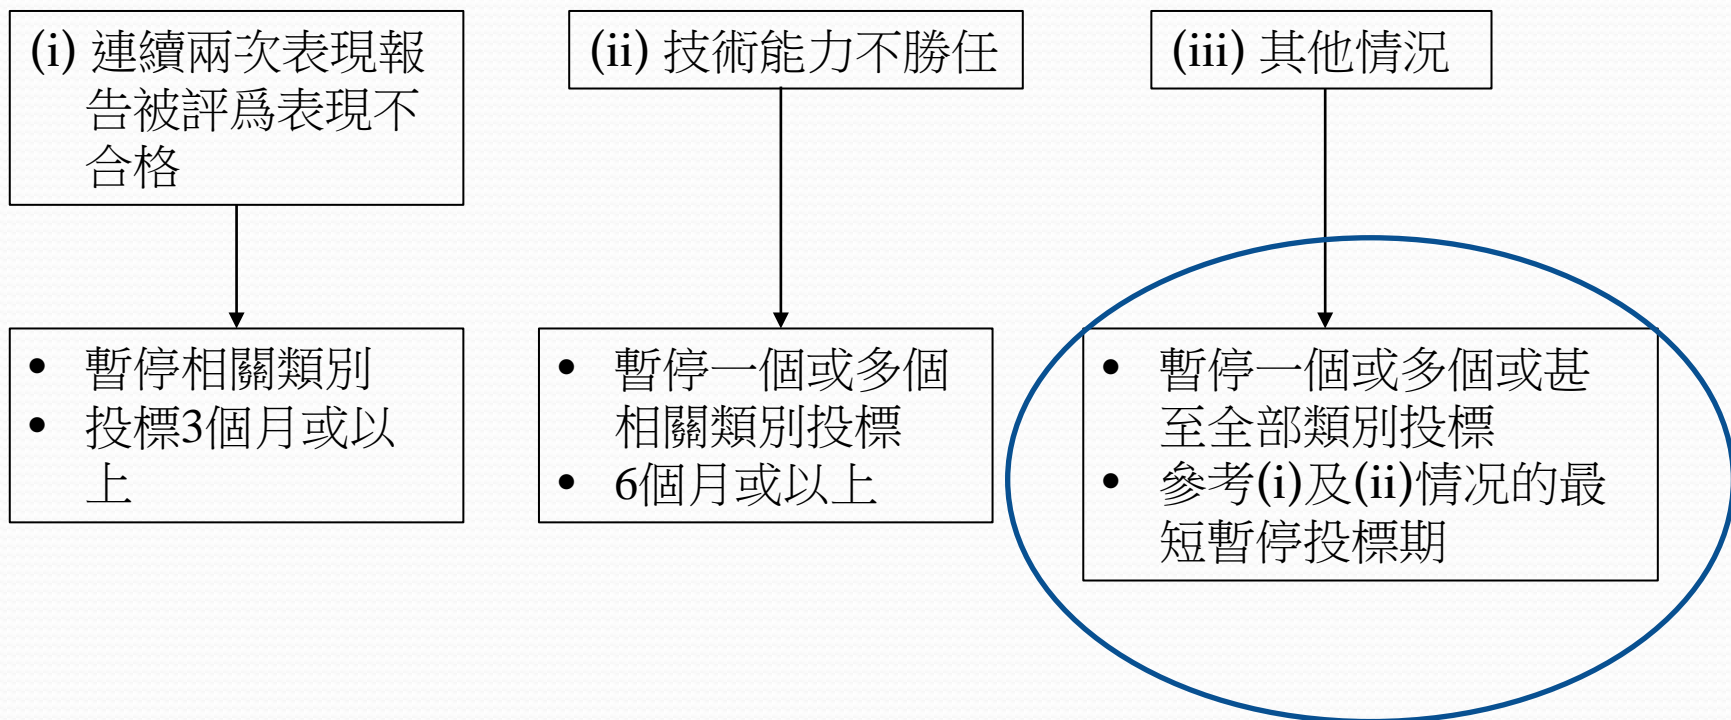 (i) 連續兩次表現報
告被評爲表現不
合格
(ii) 技術能力不勝任
(iii) 其他情況
• 暫停相關類別
• 投標3個月或以
上
• 暫停一個或多個
相關類別投標
• 6個月或以上
• 暫停一個或多個或甚
至全部類別投標
• 參考(i)及(ii)情況的最
短暫停投標期